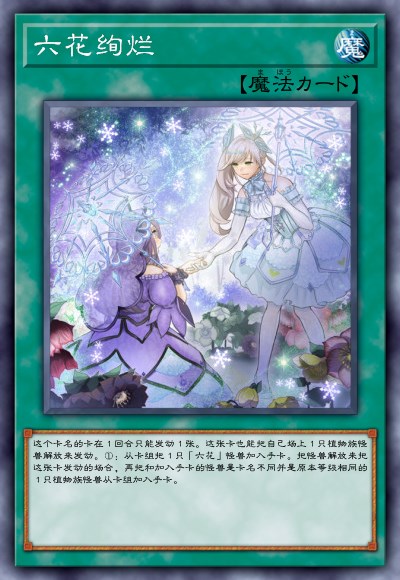 六花绚烂
魔
【魔法カード】
ま ほう
这个卡名的卡在1回合只能发动1张。这张卡也能把自己场上1只植物族怪
兽解放来发动。①：从卡组把1只「六花」怪兽加入手卡。把怪兽解放来把
这张卡发动的场合，再把和加入手卡的怪兽是卡名不同并是原本等级相同的
1只植物族怪兽从卡组加入手卡。